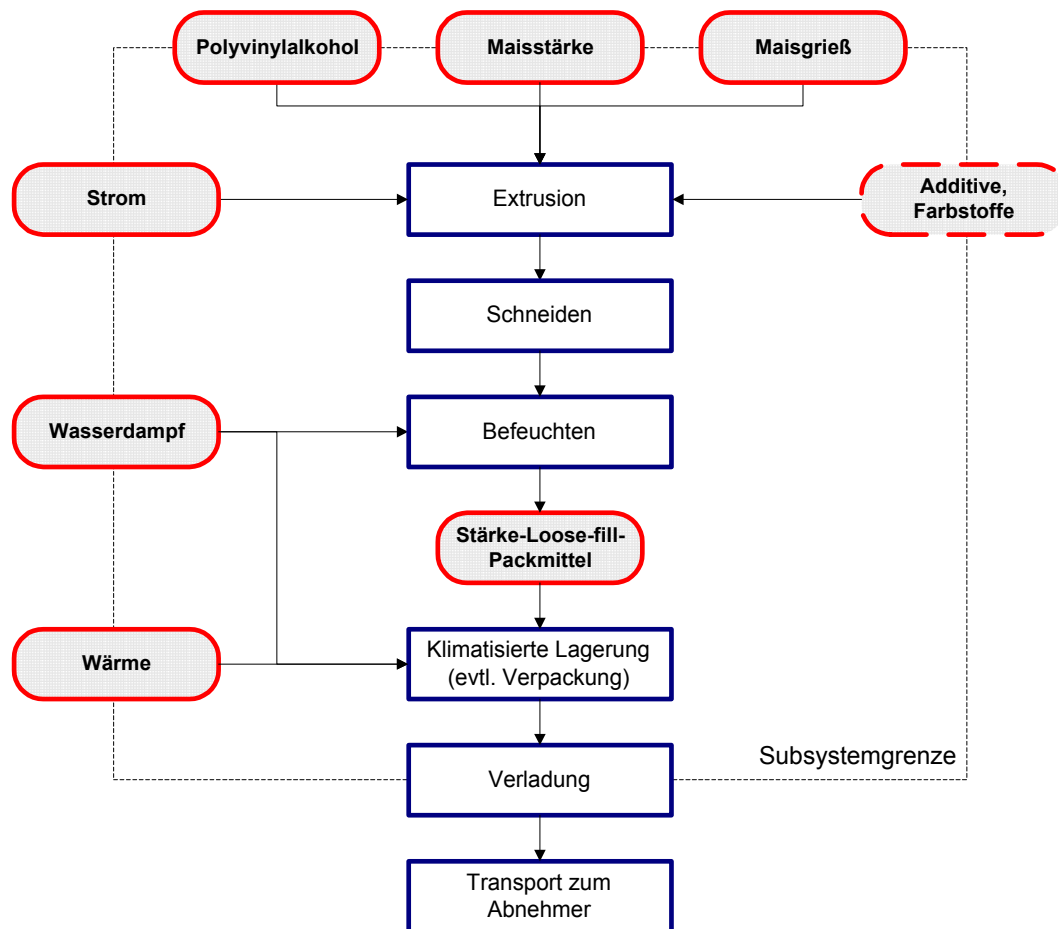 Polyvinylalkohol
Maisstärke
Maisgrieß
Strom
Extrusion
Additive,
Farbstoffe
Schneiden
Wasserdampf
Befeuchten
Stärke-Loose-fill-
Packmittel
Wärme
Klimatisierte Lagerung
(evtl. Verpackung)
Subsystemgrenze
Verladung
Transport zum
Abnehmer